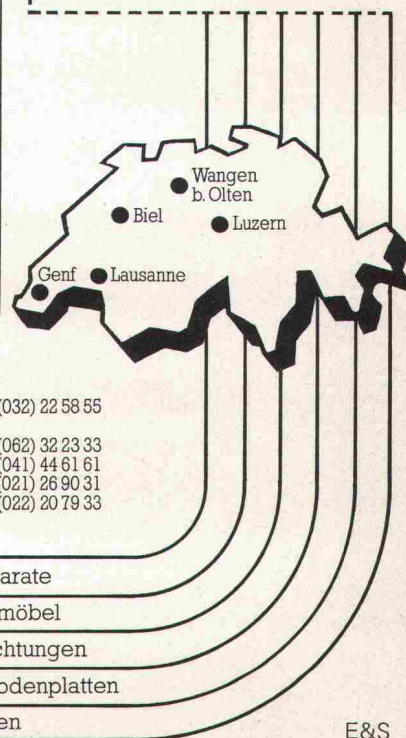 Wangen
b. Olten
Biel
Luzern
Genf
Lausanne
(032) 22 58 55
(062) 32 23 33
(041) 44 61 61
(021) 26 90 31
(022) 20 79 33
arate
möbel
chtungen
odenplatten
en
E&S